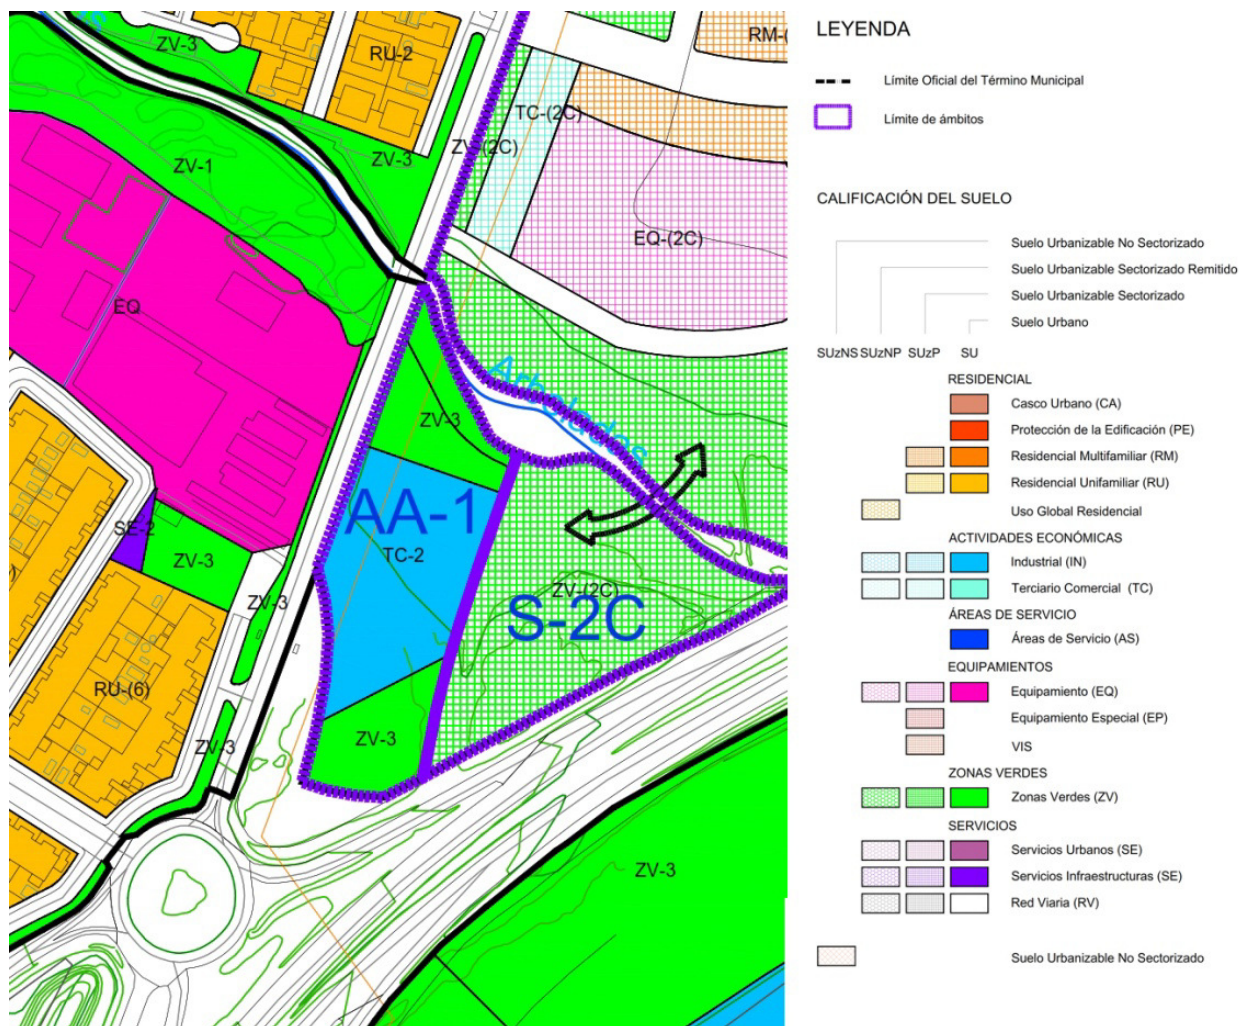 ZV-3
RU-2
RM-(
TC-(2C)
ZV-(2C)
ZV-3
ZV-1
EQ-(2C)
EQ
Arbolados
ZV-3
AA-1
TC-2
SE-2
ZV-3
ZV-(2C)
ZV-3
S-2C
RU-(6)
ZV-3
ZV-3
ZV-3
LEYENDA
Límite Oficial del Término Municipal
Límite de ámbitos
CALIFICACIÓN DEL SUELO
Suelo Urbanizable No Sectorizado
Suelo Urbanizable Sectorizado Remitido
Suelo Urbanizable Sectorizado
Suelo Urbano
SUzNS SUzNP SUzP SU
RESIDENCIAL
Casco Urbano (CA)
Protección de la Edificación (PE)
Residencial Multifamiliar (RM)
Residencial Unifamiliar (RU)
Uso Global Residencial
ACTIVIDADES ECONÓMICAS
Industrial (IN)
Terciario Comercial (TC)
ÁREAS DE SERVICIO
Áreas de Servicio (AS)
EQUIPAMIENTOS
Equipamiento (EQ)
Equipamiento Especial (EP)
VIS
ZONAS VERDES
Zonas Verdes (ZV)
SERVICIOS
Servicios Urbanos (SE)
Servicios Infraestructuras (SE)
Red Viaria (RV)
Suelo Urbanizable No Sectorizado